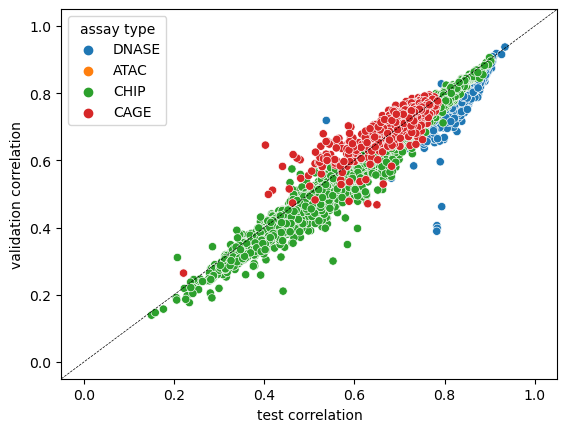 assay type
DNASE
ATAC
CHIP
CAGE
1.0
0.8
0.6
0.4
0.2
0.0
validation correlation
0.0 0.2 0.4 0.6 0.8 1.0
test correlation